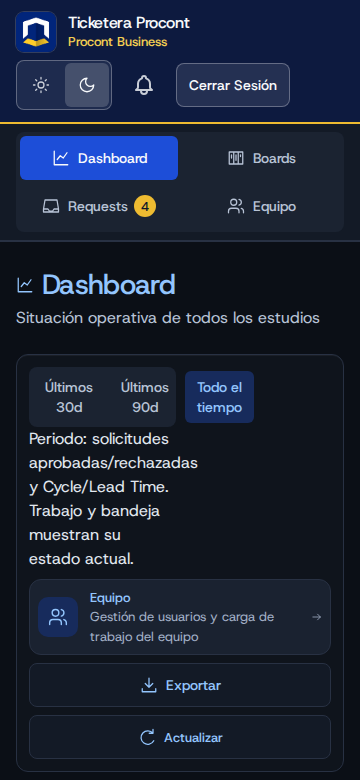 Ticketera Procont
Procont Business
Cerrar Sesión
Dashboard
Boards
Requests 4
Equipo
Dashboard
Situación operativa de todos los estudios
Últimos
30d
Últimos
90d
Todo el
tiempo
Periodo: solicitudes
aprobadas/rechazadas
y Cycle/Lead Time.
Trabajo y bandeja
muestran su
estado actual.
Equipo
Gestión de usuarios y carga de
trabajo del equipo
→
Exportar
Actualizar